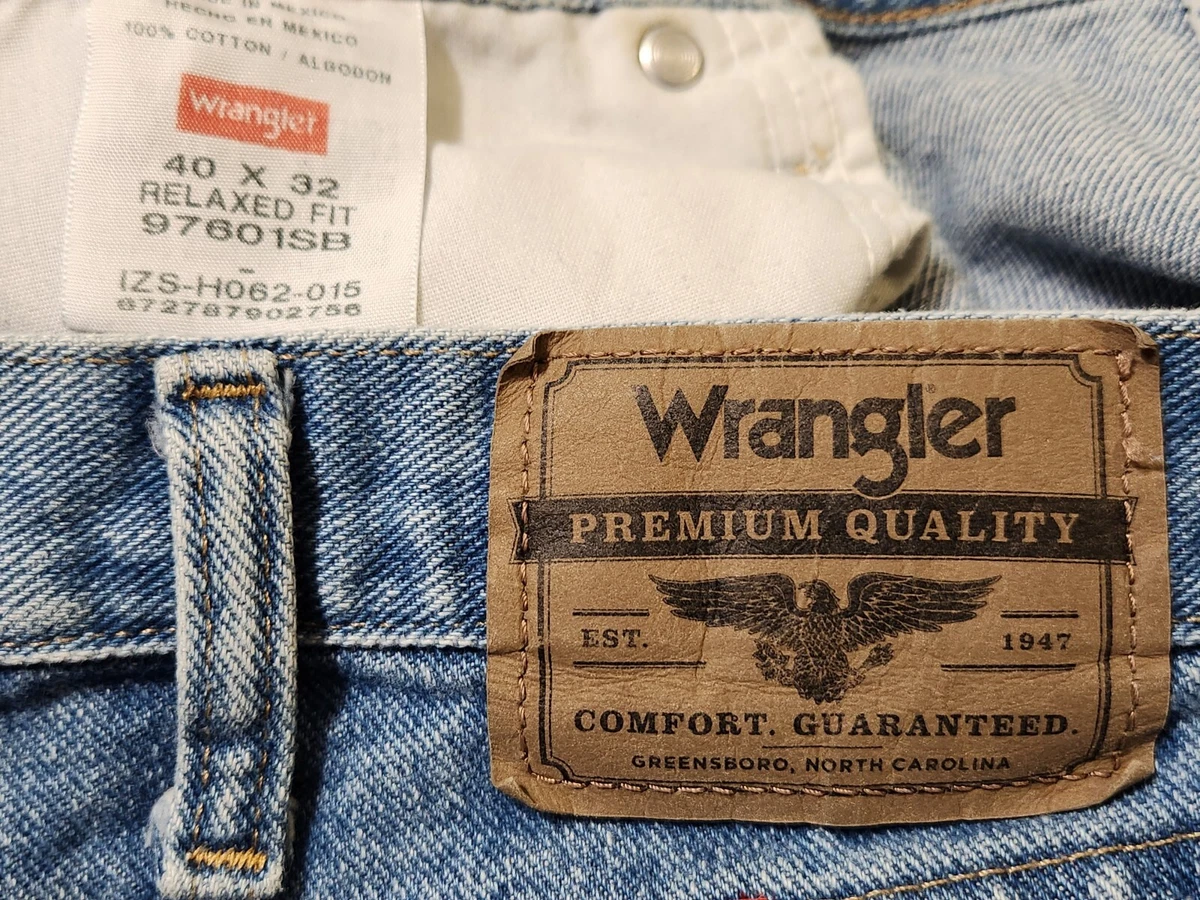 HECHO EN MEXICO
100% COTTON / ALGODON
Wrangler
40 X 32
RELAXED FIT
97601SB
IZS-H062-015
672787902756
Wrangler®
PREMIUM QUALITY
EST. 1947
COMFORT. GUARANTEED.
GREENSBORO, NORTH CAROLINA